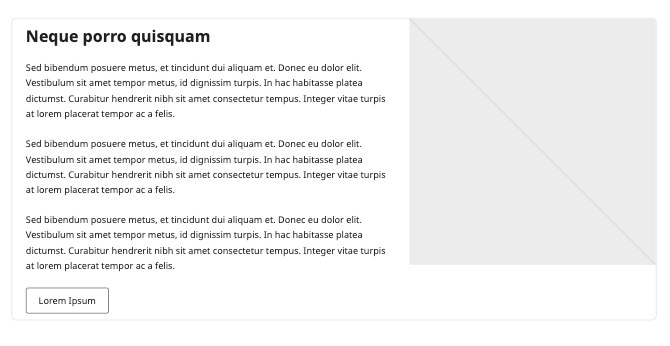 Neque porro quisquam
Sed bibendum posuere metus, et tincidunt dui aliquam et. Donec eu dolor elit.
Vestibulum sit amet tempor metus, id dignissim turpis. In hac habitasse platea
dictumst. Curabitur hendrerit nibh sit amet consectetur tempus. Integer vitae turpis
at lorem placerat tempor ac a felis.
Sed bibendum posuere metus, et tincidunt dui aliquam et. Donec eu dolor elit.
Vestibulum sit amet tempor metus, id dignissim turpis. In hac habitasse platea
dictumst. Curabitur hendrerit nibh sit amet consectetur tempus. Integer vitae turpis
at lorem placerat tempor ac a felis.
Sed bibendum posuere metus, et tincidunt dui aliquam et. Donec eu dolor elit.
Vestibulum sit amet tempor metus, id dignissim turpis. In hac habitasse platea
dictumst. Curabitur hendrerit nibh sit amet consectetur tempus. Integer vitae turpis
at lorem placerat tempor ac a felis.
Lorem Ipsum